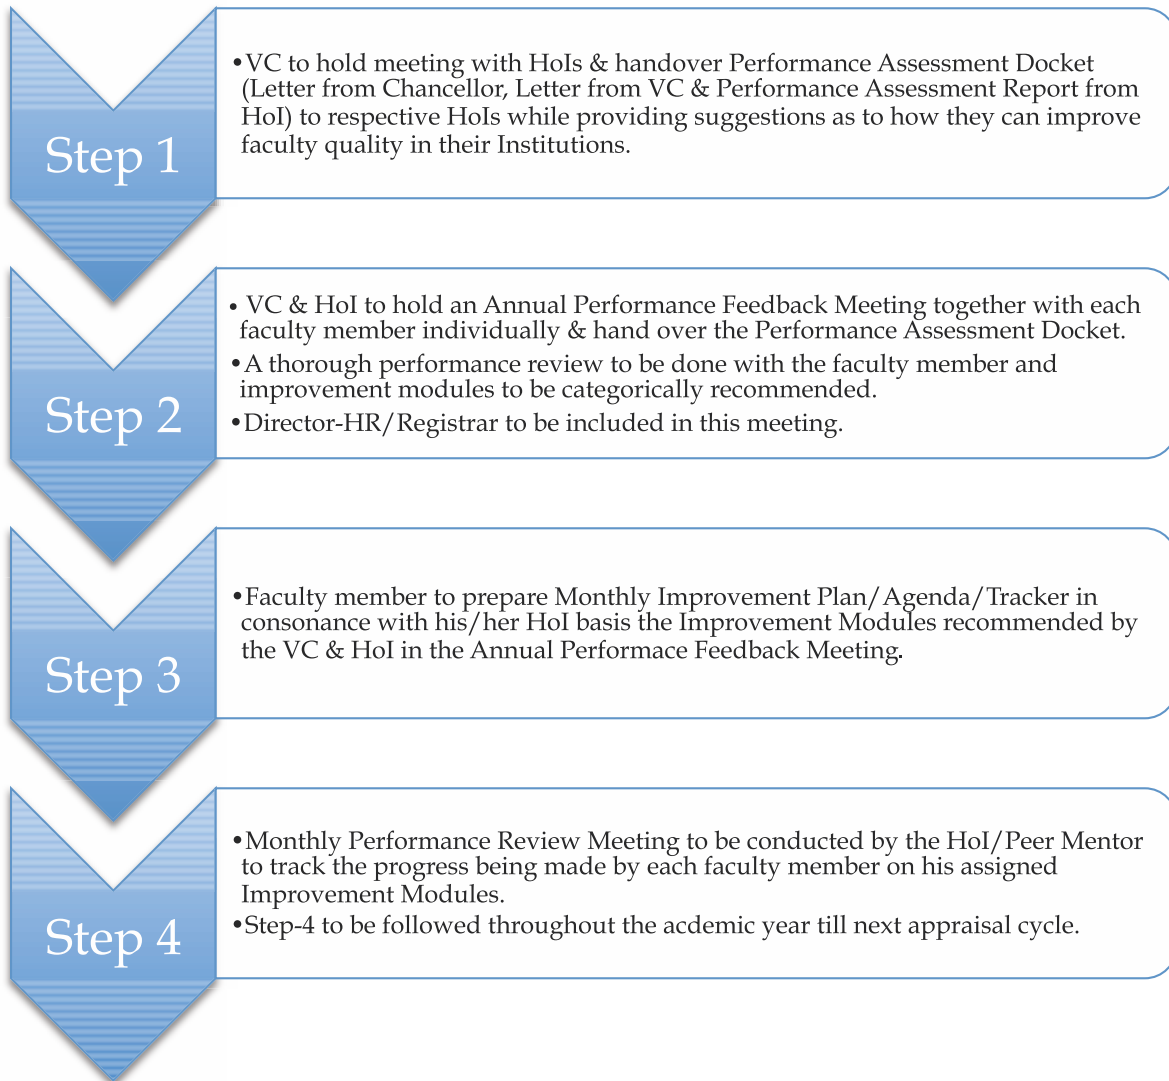 Step 1
•VC to hold meeting with HoIs & handover Performance Assessment Docket
(Letter from Chancellor, Letter from VC & Performance Assessment Report from
HoI) to respective HoIs while providing suggestions as to how they can improve
faculty quality in their Institutions.
Step 2
• VC & HoI to hold an Annual Performance Feedback Meeting together with each
faculty member individually & hand over the Performance Assessment Docket.
•A thorough performance review to be done with the faculty member and
improvement modules to be categorically recommended.
•Director-HR/Registrar to be included in this meeting.
Step 3
•Faculty member to prepare Monthly Improvement Plan/Agenda/Tracker in
consonance with his/her HoI basis the Improvement Modules recommended by
the VC & HoI in the Annual Performace Feedback Meeting.
Step 4
•Monthly Performance Review Meeting to be conducted by the HoI/Peer Mentor
to track the progress being made by each faculty member on his assigned
Improvement Modules.
•Step-4 to be followed throughout the acdemic year till next appraisal cycle.